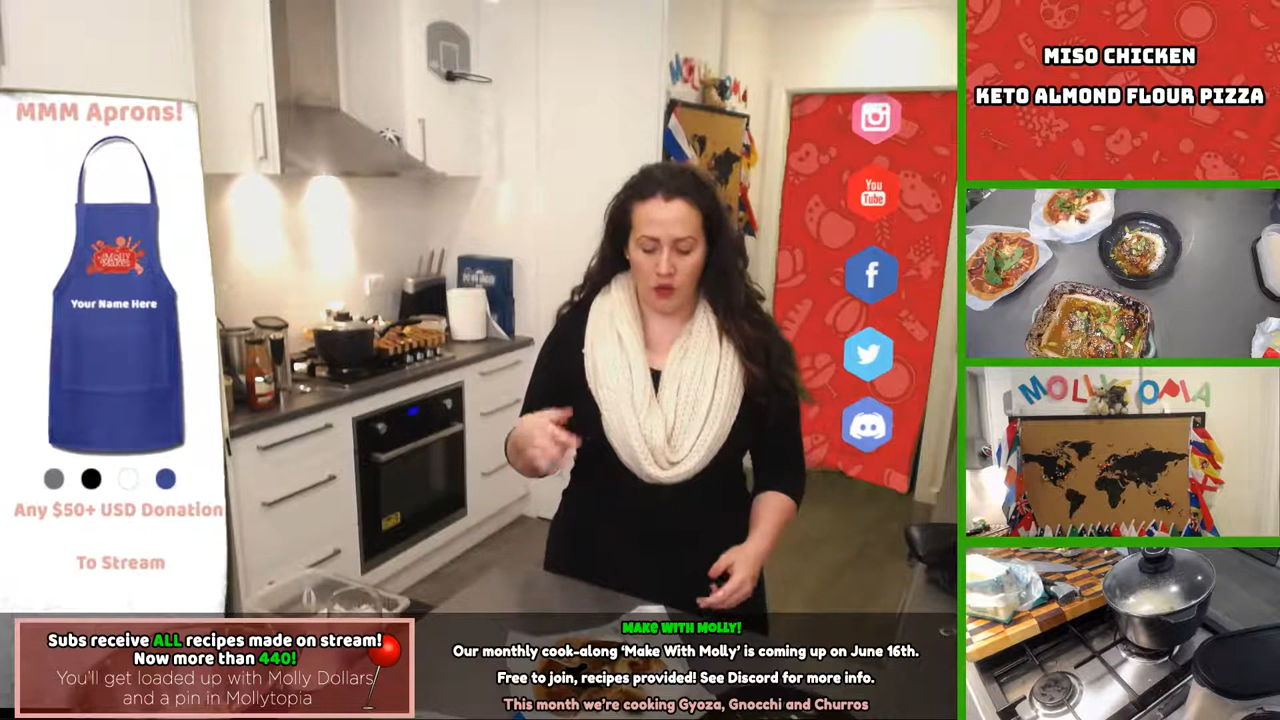 MMM Aprons!
Molly
Makes
Your Name Here
Any $50+ USD Donation
To Stream
You
Tube
MISO CHICKEN
KETO ALMOND FLOUR PIZZA
MOLLYTOPIA
Subs receive ALL recipes made on stream!
Now more than 440!
You'll get loaded up with Molly Dollars
and a pin in Mollytopia
MAKE WITH MOLLY!
Our monthly cook-along 'Make With Molly' is coming up on June 16th.
Free to join, recipes provided! See Discord for more info.
This month we're cooking Gyoza, Gnocchi and Churros